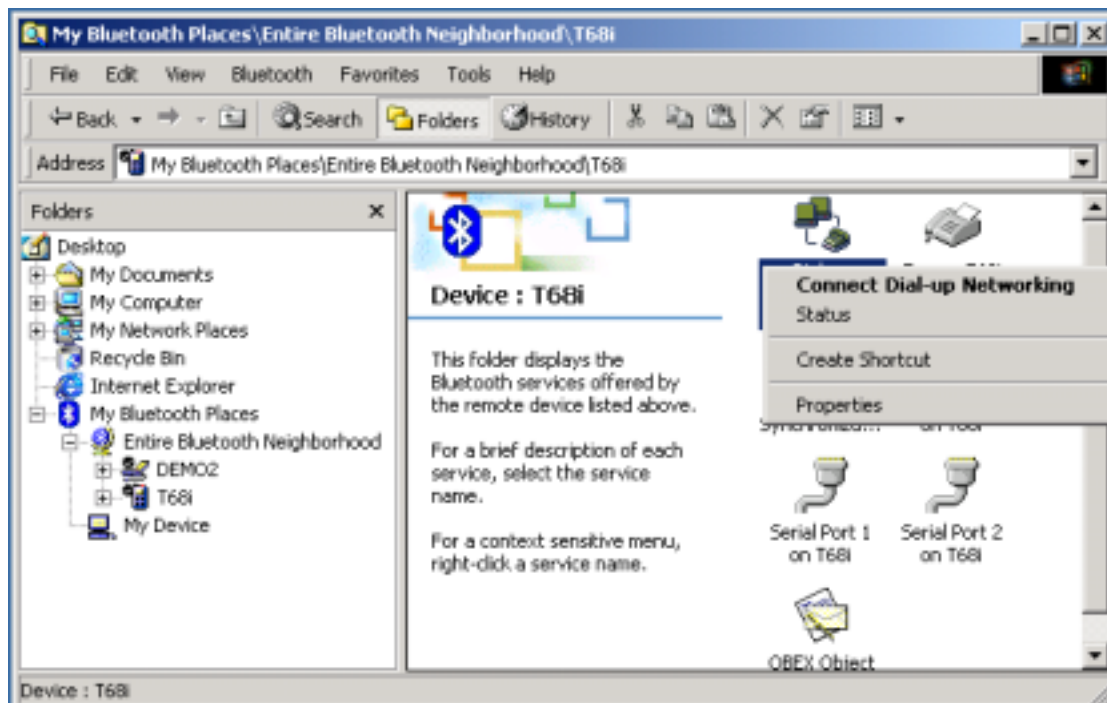 My Bluetooth Places\Entire Bluetooth Neighborhood\T68i
File Edit View Bluetooth Favorites Tools Help
Back Search Folders History
Address My Bluetooth Places\Entire Bluetooth Neighborhood\T68i
Folders
Desktop
My Documents
My Computer
My Network Places
Recycle Bin
Internet Explorer
My Bluetooth Places
Entire Bluetooth Neighborhood
DEMO2
T68i
My Device
Device : T68i
This folder displays the
Bluetooth services offered by
the remote device listed above.
For a brief description of each
service, select the service
name.
For a context sensitive menu,
right-click a service name.
Connect Dial-up Networking
Status
Create Shortcut
Properties
Synchroniza... on T68i
Serial Port 1
on T68i
Serial Port 2
on T68i
OBEX Object
Device : T68i